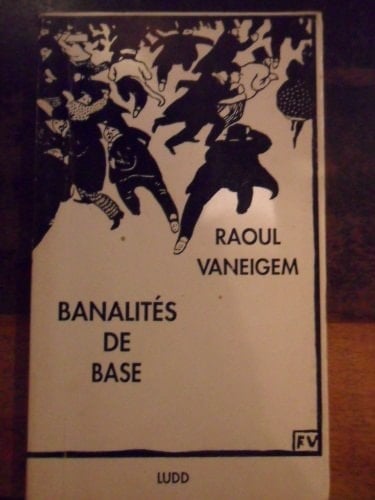 RAOUL
VANEIGEM
BANALITÉS
DE
BASE
FV
LUDD